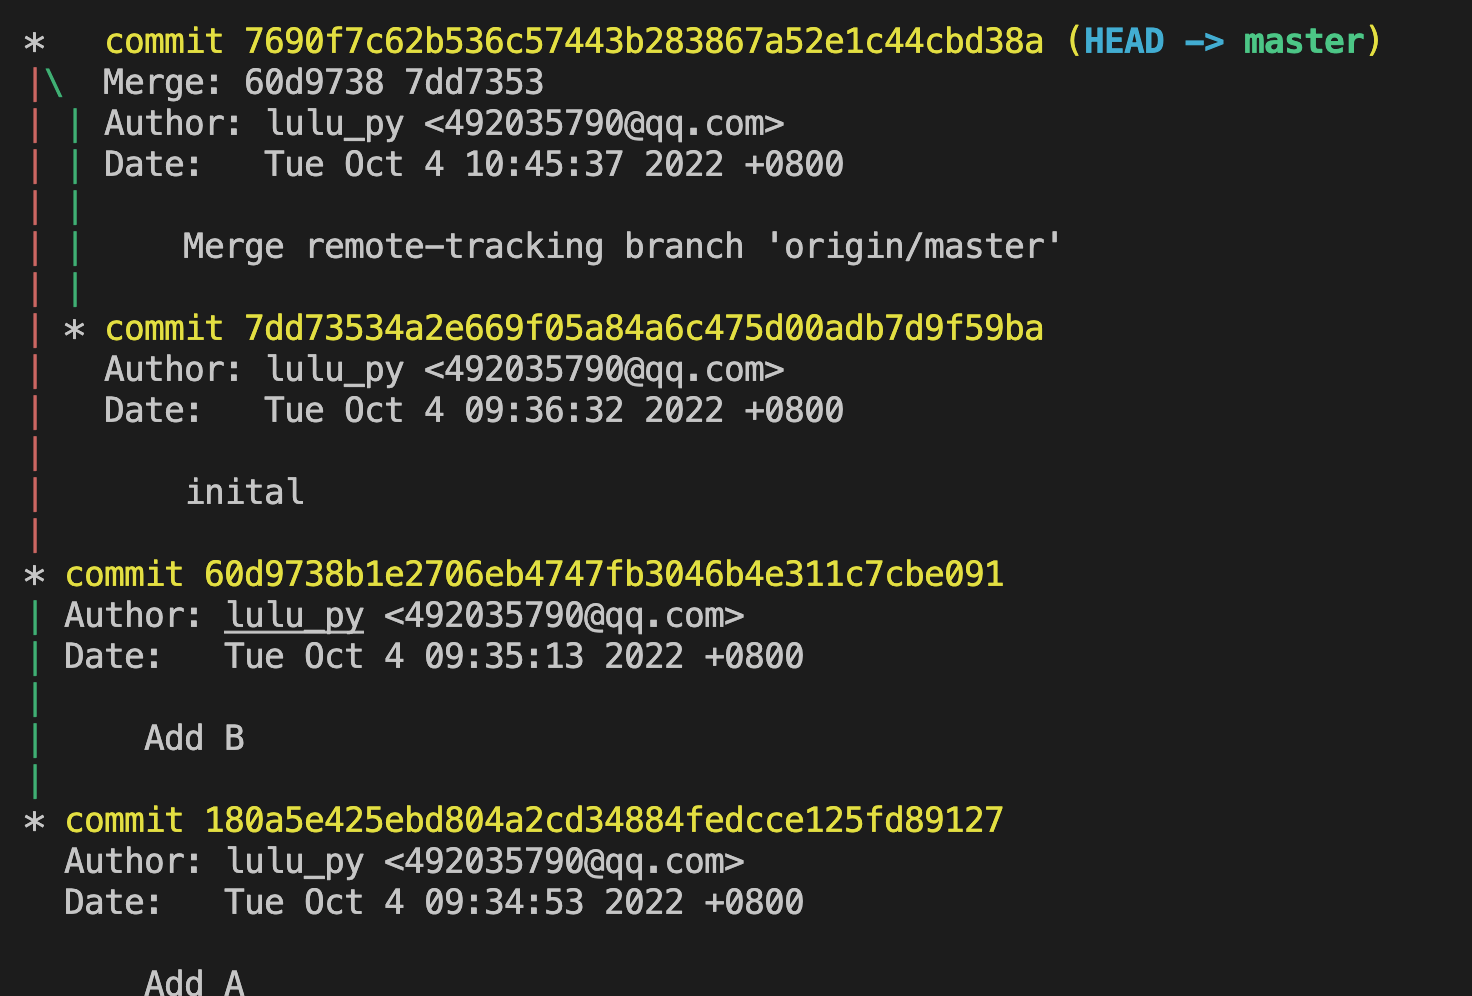 *   commit 7690f7c62b536c57443b283867a52e1c44cbd38a (HEAD -> master)
|\  Merge: 60d9738 7dd7353
| | Author: lulu_py <492035790@qq.com>
| | Date:   Tue Oct 4 10:45:37 2022 +0800
| |
| |     Merge remote-tracking branch 'origin/master'
| |
| * commit 7dd73534a2e669f05a84a6c475d00adb7d9f59ba
|   Author: lulu_py <492035790@qq.com>
|   Date:   Tue Oct 4 09:36:32 2022 +0800
|
|       inital
|
* commit 60d9738b1e2706eb4747fb3046b4e311c7cbe091
| Author: lulu_py <492035790@qq.com>
| Date:   Tue Oct 4 09:35:13 2022 +0800
|
|     Add B
|
* commit 180a5e425ebd804a2cd34884fedcce125fd89127
  Author: lulu_py <492035790@qq.com>
  Date:   Tue Oct 4 09:34:53 2022 +0800

      Add A